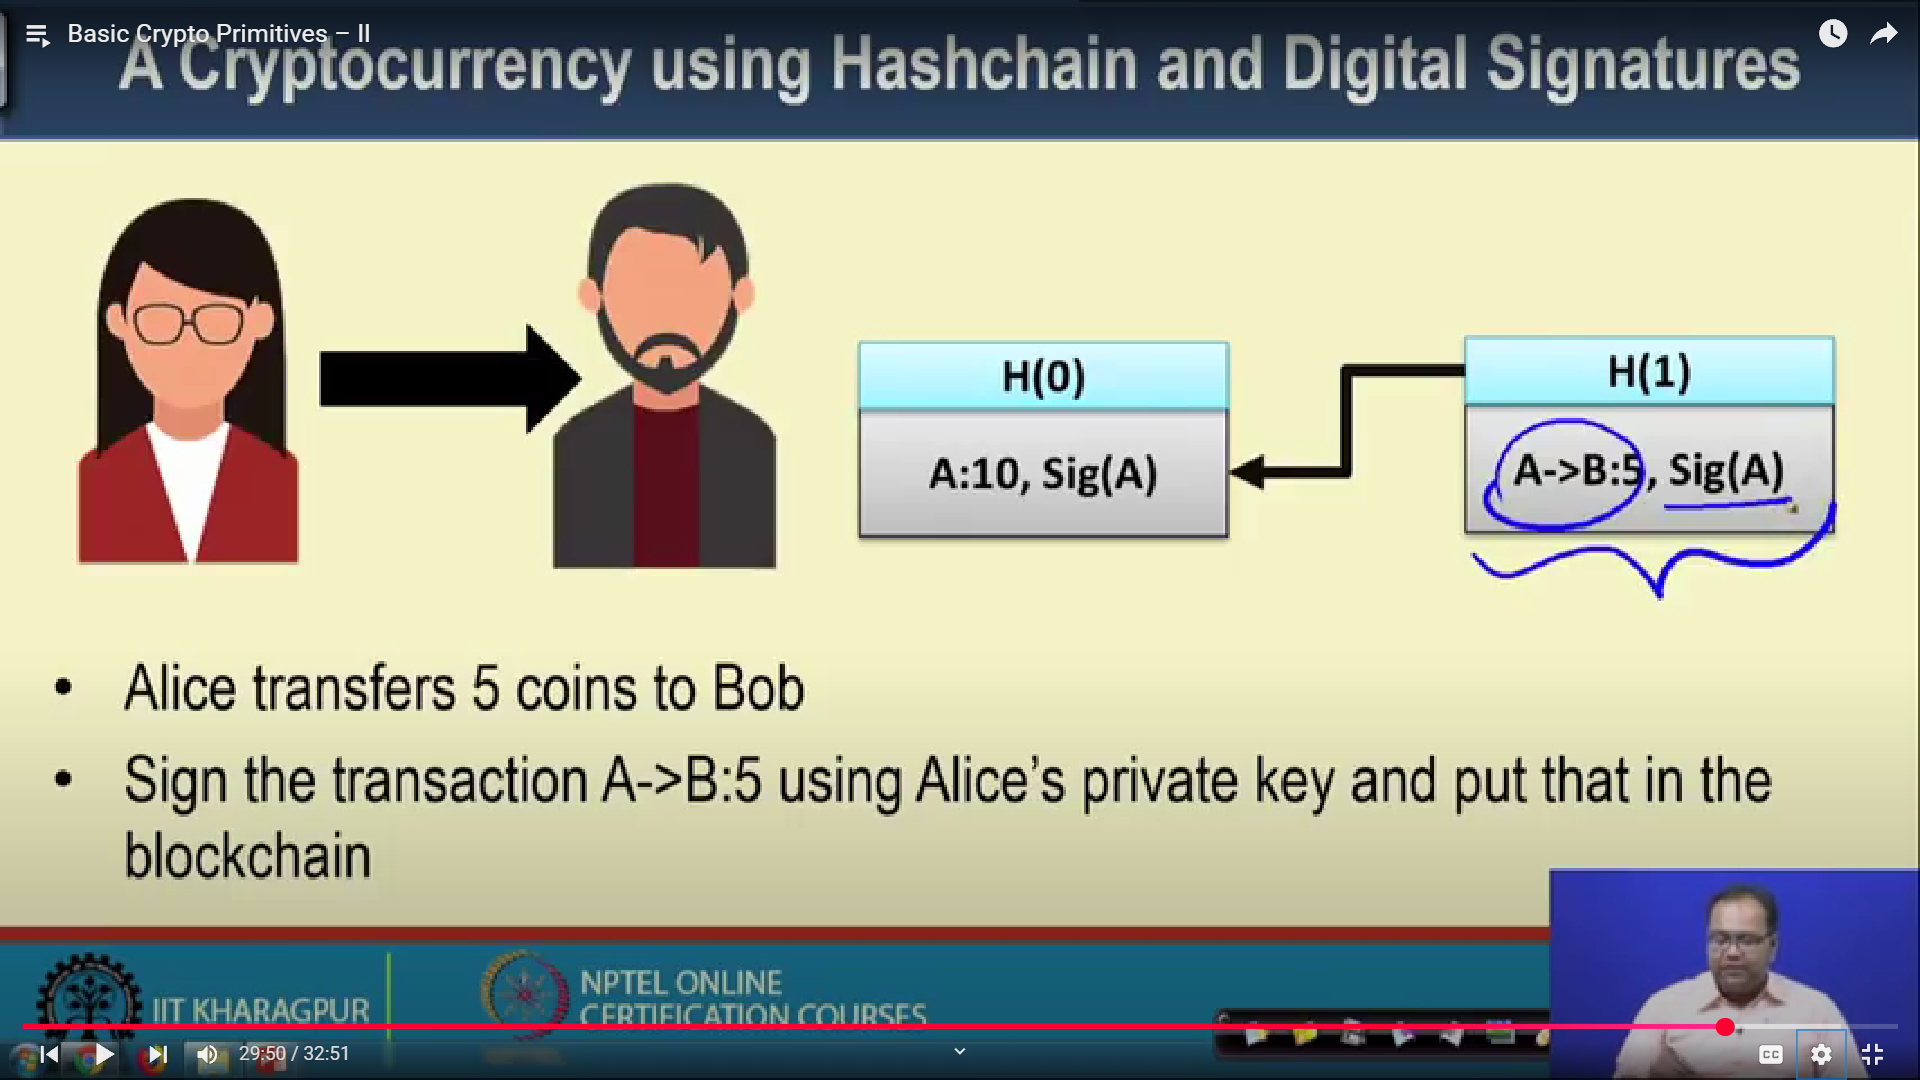 Basic Crypto Primitives – II
A Cryptocurrency using Hashchain and Digital Signatures
H(0)
A:10, Sig(A)
H(1)
A->B:5, Sig(A)
• Alice transfers 5 coins to Bob
• Sign the transaction A->B:5 using Alice’s private key and put that in the
blockchain
IIT KHARAGPUR
NPTEL ONLINE
CERTIFICATION COURSES
29:50 / 32:51
CC